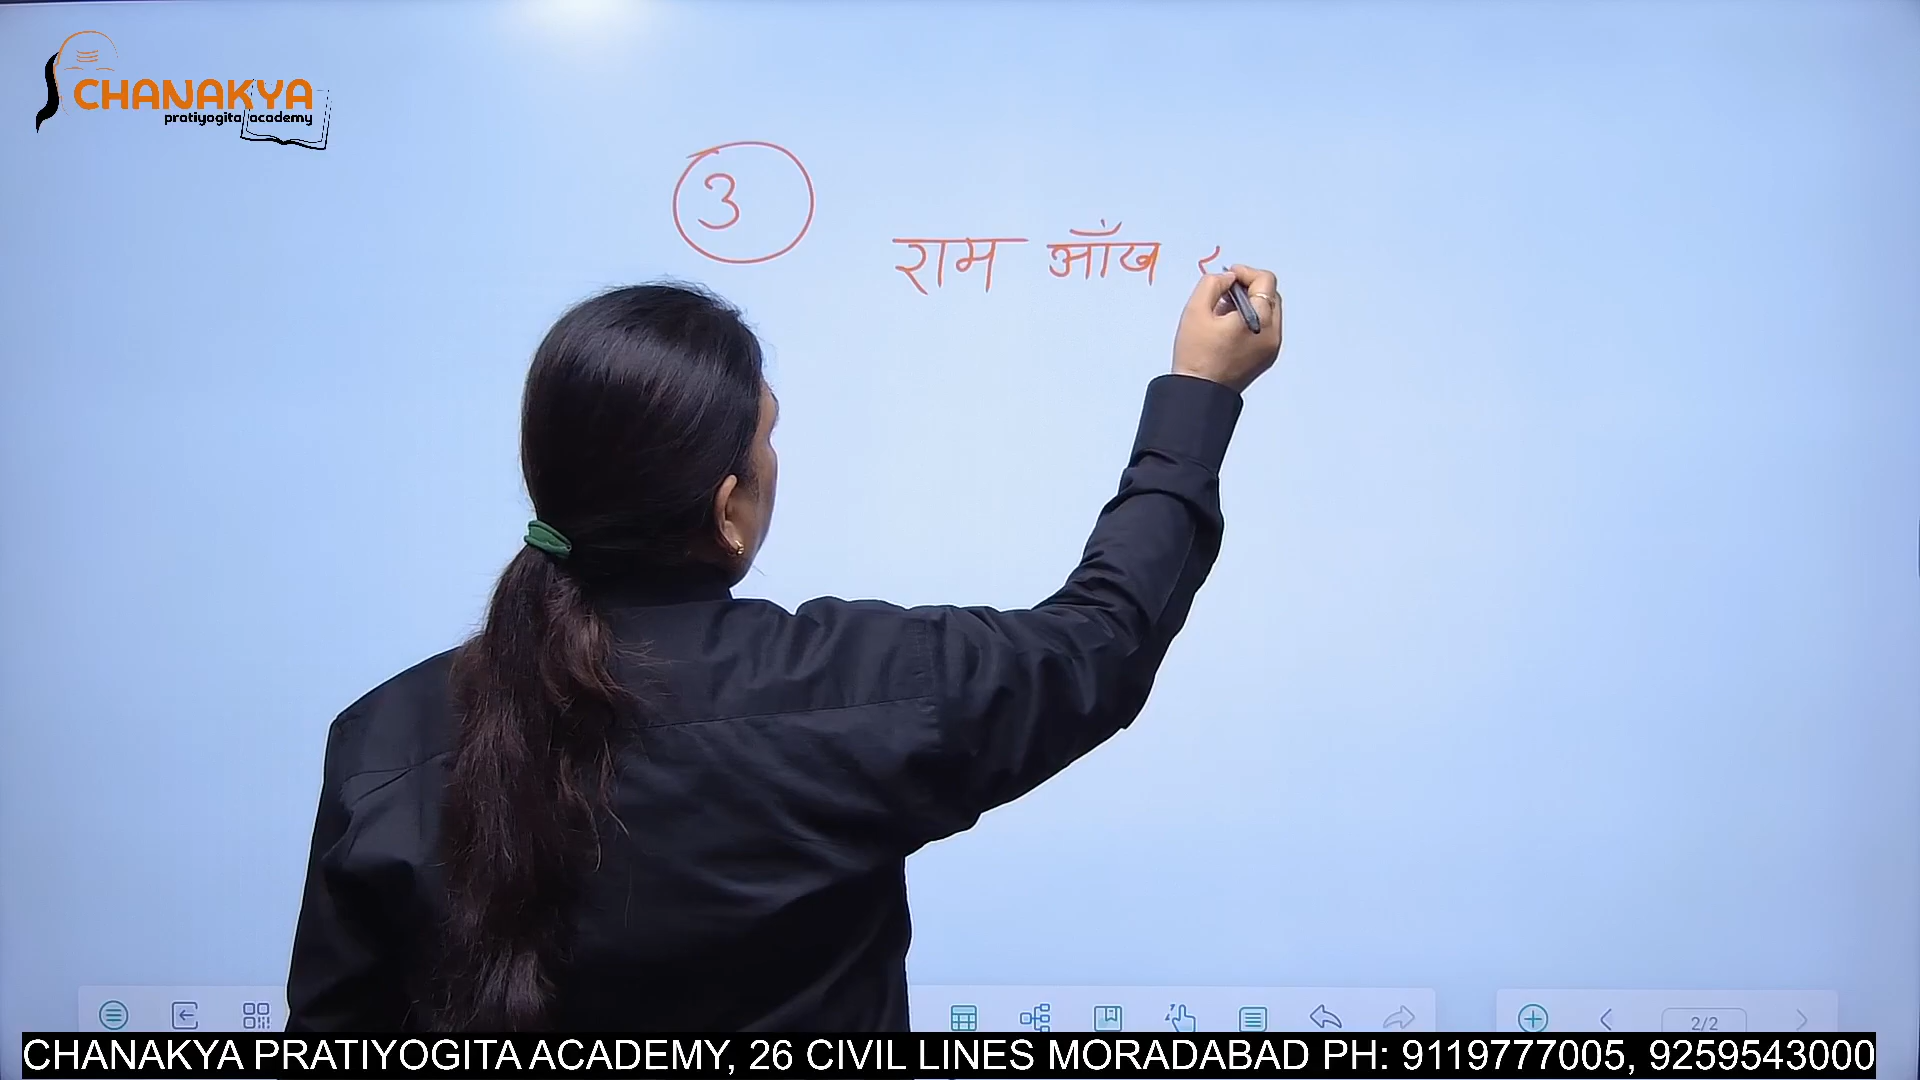 CHANAKYA
pratiyogita academy
3
राम आँख
2/2
CHANAKYA PRATIYOGITA ACADEMY, 26 CIVIL LINES MORADABAD PH: 9119777005, 9259543000